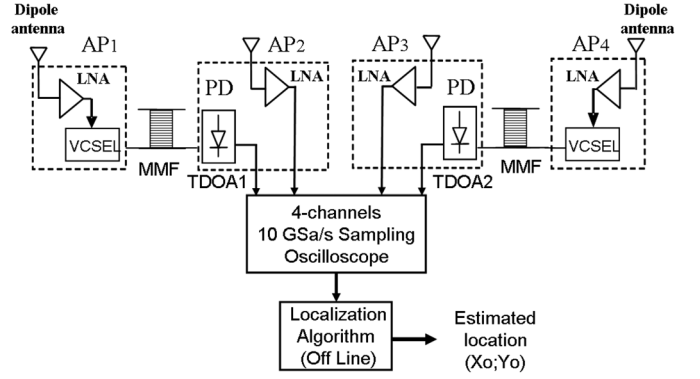 Dipole
antenna
AP1
LNA
VCSEL
MMF
AP2
LNA
PD
TDOA1
AP3
LNA
PD
TDOA2
MMF
AP4
LNA
VCSEL
Dipole
antenna
4-channels
10 GSa/s Sampling
Oscilloscope
Localization
Algorithm
(Off Line)
Estimated
location
(Xo;Yo)